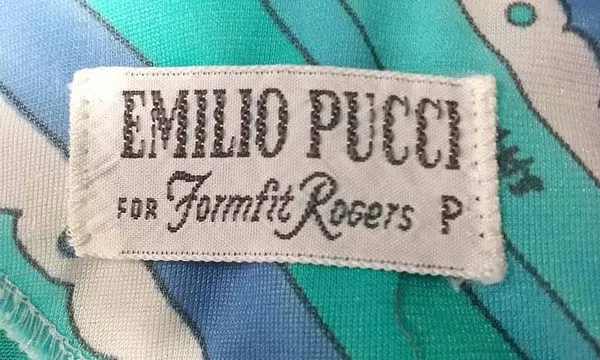 EMILIO PUCCI
FOR Formfit Rogers P